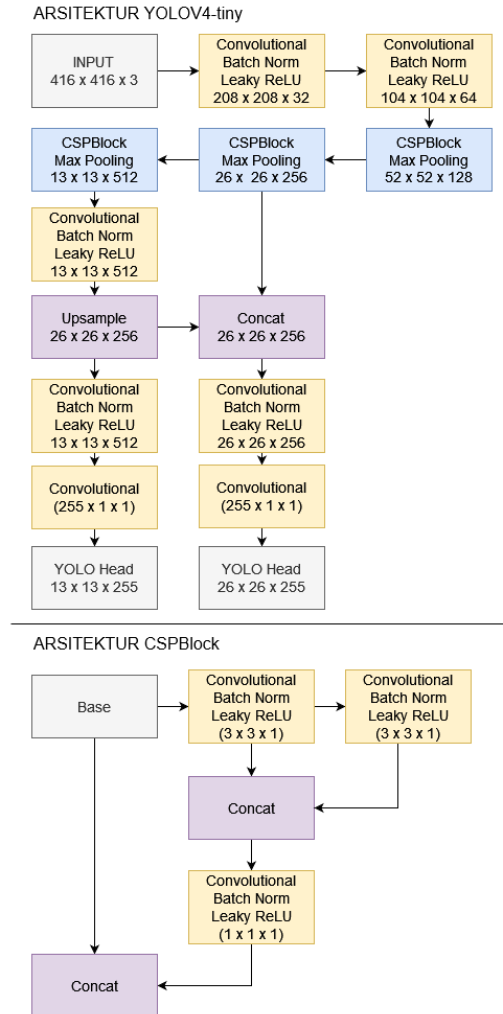 ARSITEKTUR YOLOV4-tiny
INPUT
416 x 416 x 3
Convolutional
Batch Norm
Leaky ReLU
208 x 208 x 32
Convolutional
Batch Norm
Leaky ReLU
104 x 104 x 64
CSPBlock
Max Pooling
13 x 13 x 512
CSPBlock
Max Pooling
26 x 26 x 256
CSPBlock
Max Pooling
52 x 52 x 128
Convolutional
Batch Norm
Leaky ReLU
13 x 13 x 512
Upsample
26 x 26 x 256
Concat
26 x 26 x 256
Convolutional
Batch Norm
Leaky ReLU
13 x 13 x 512
Convolutional
Batch Norm
Leaky ReLU
26 x 26 x 256
Convolutional
(255 x 1 x 1)
Convolutional
(255 x 1 x 1)
YOLO Head
13 x 13 x 255
YOLO Head
26 x 26 x 255
ARSITEKTUR CSPBlock
Base
Convolutional
Batch Norm
Leaky ReLU
(3 x 3 x 1)
Convolutional
Batch Norm
Leaky ReLU
(3 x 3 x 1)
Concat
Convolutional
Batch Norm
Leaky ReLU
(1 x 1 x 1)
Concat